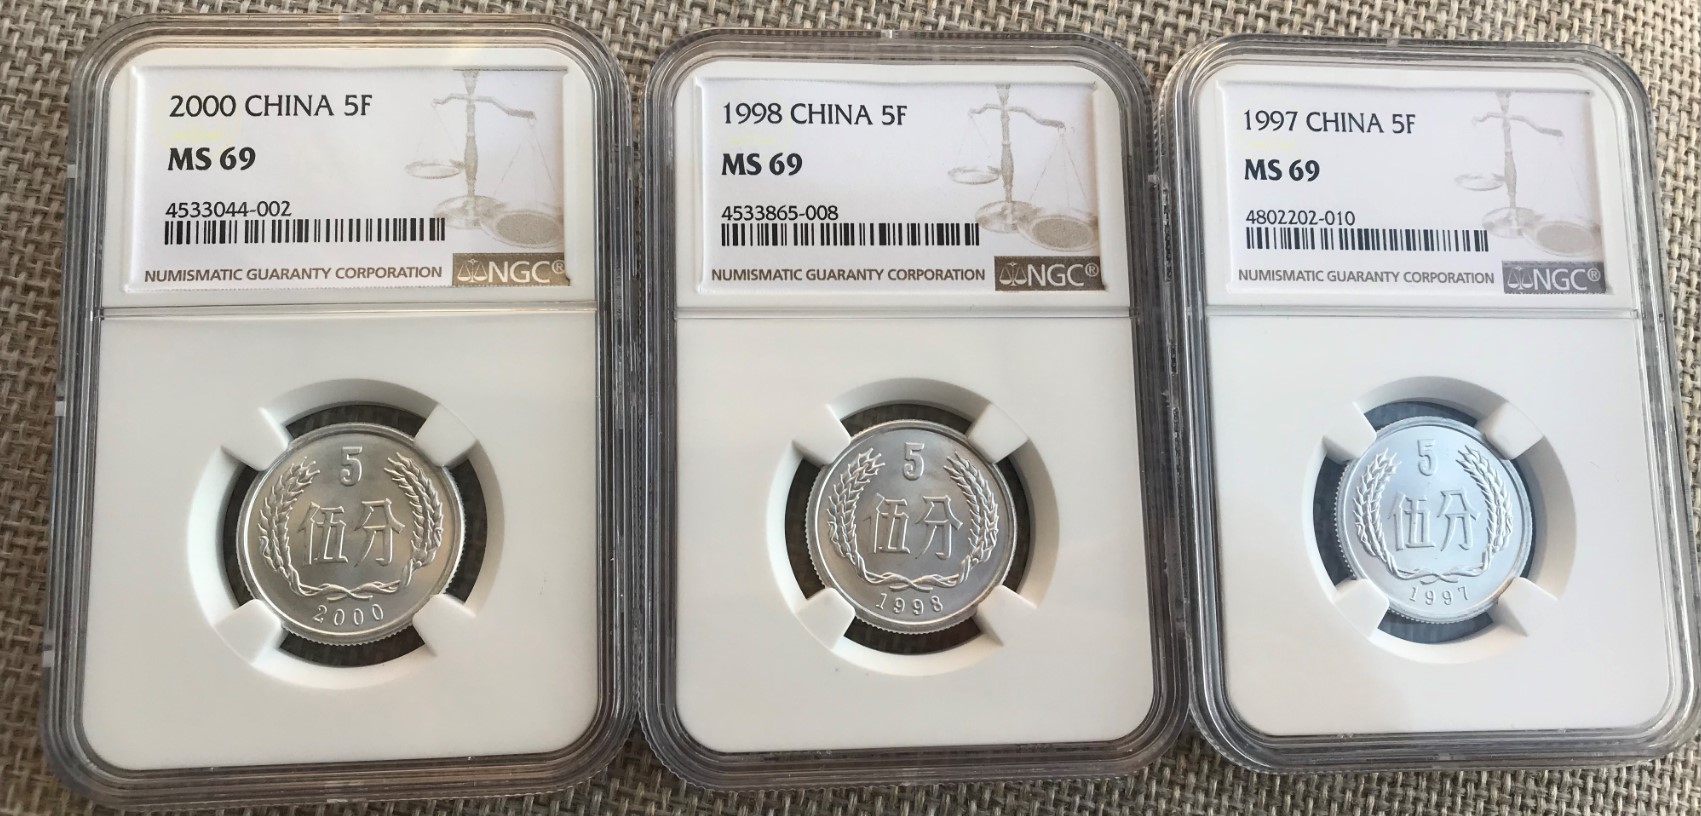 2000 CHINA 5F
MS 69
4533044-002
NUMISMATIC GUARANTY CORPORATION NGC®
5
伍分
2000
1998 CHINA 5F
MS 69
4533865-008
NUMISMATIC GUARANTY CORPORATION NGC®
5
伍分
1998
1997 CHINA 5F
MS 69
4802202-010
NUMISMATIC GUARANTY CORPORATION NGC®
5
伍分
1997